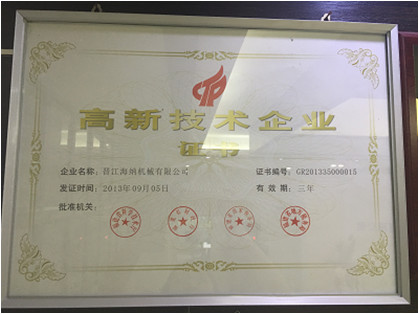 高新技术企业
证书
企业名称：晋江海纳机械有限公司
证书编号：GR201335000015
发证时间：2013年09月05日
有效期：三年
批准机关：